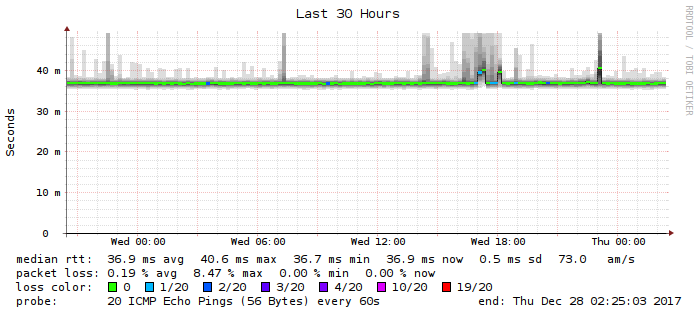 Last 30 Hours
RRDTOOL / TOBI OETIKER
Seconds
40 m
30 m
20 m
10 m
0
Wed 00:00 Wed 06:00 Wed 12:00 Wed 18:00 Thu 00:00
median rtt: 36.9 ms avg 40.6 ms max 36.7 ms min 36.9 ms now 0.5 ms sd 73.0 am/s
packet loss: 0.19 % avg 8.47 % max 0.00 % min 0.00 % now
loss color: 0 1/20 2/20 3/20 4/20 10/20 19/20
probe: 20 ICMP Echo Pings (56 Bytes) every 60s end: Thu Dec 28 02:25:03 2017